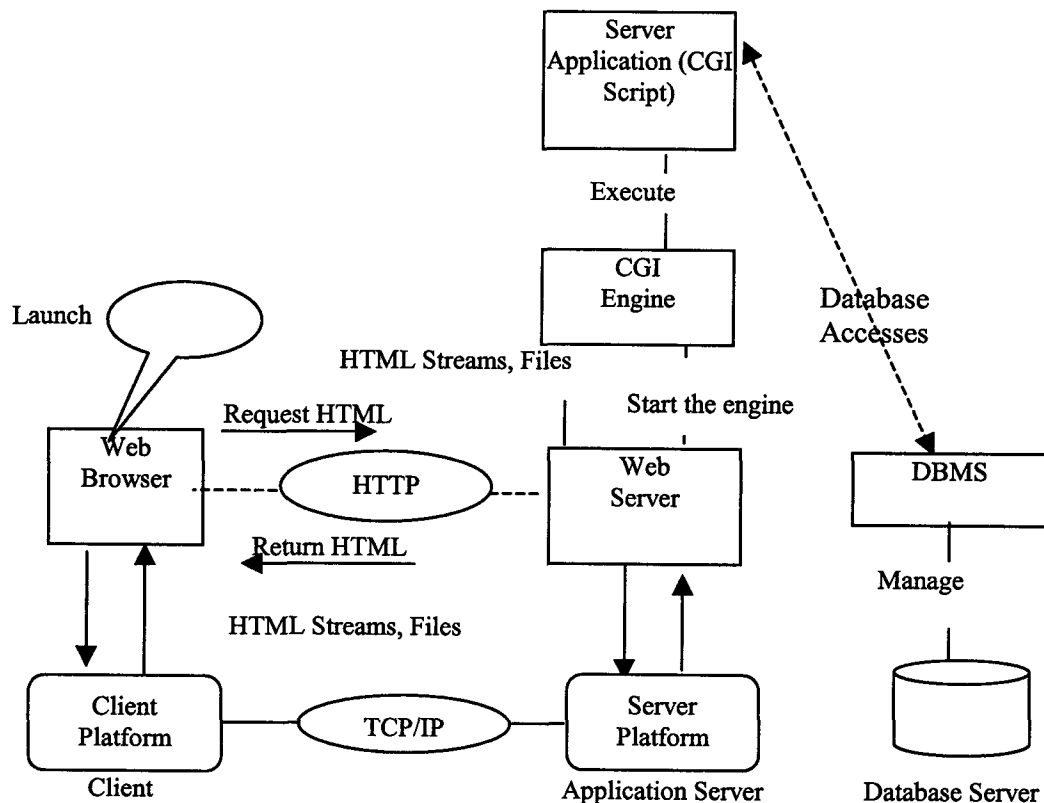 Server
Application (CGI
Script)
Execute
CGI
Engine
Database
Accesses
Launch
HTML Streams, Files
Request HTML
Start the engine
Web
Browser
HTTP
Web
Server
DBMS
Return HTML
Manage
HTML Streams, Files
Client
Platform
TCP/IP
Server
Platform
Client
Application Server
Database Server